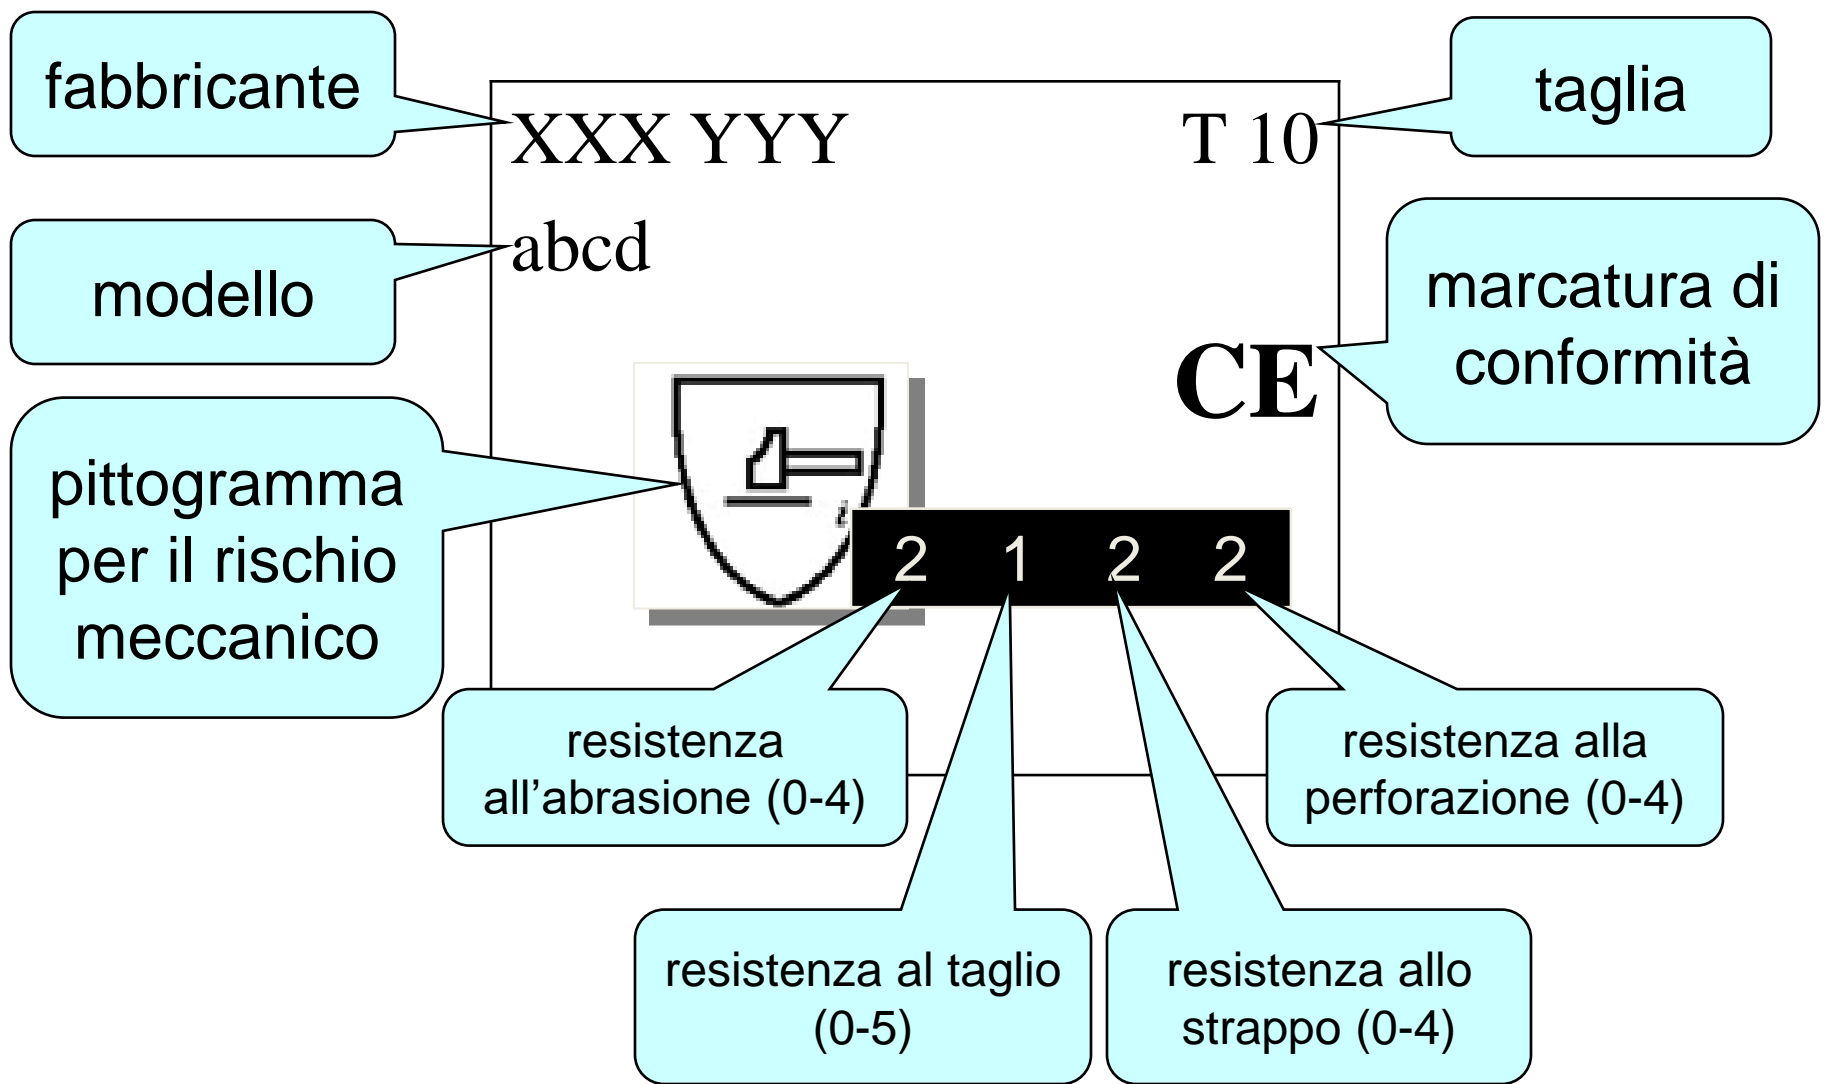 fabbricante
taglia
XXX YYY
T 10
modello
abcd
marcatura di
conformità
CE
pittogramma
per il rischio
meccanico
2 1 2 2
resistenza
all’abrasione (0-4)
resistenza alla
perforazione (0-4)
resistenza al taglio
(0-5)
resistenza allo
strappo (0-4)